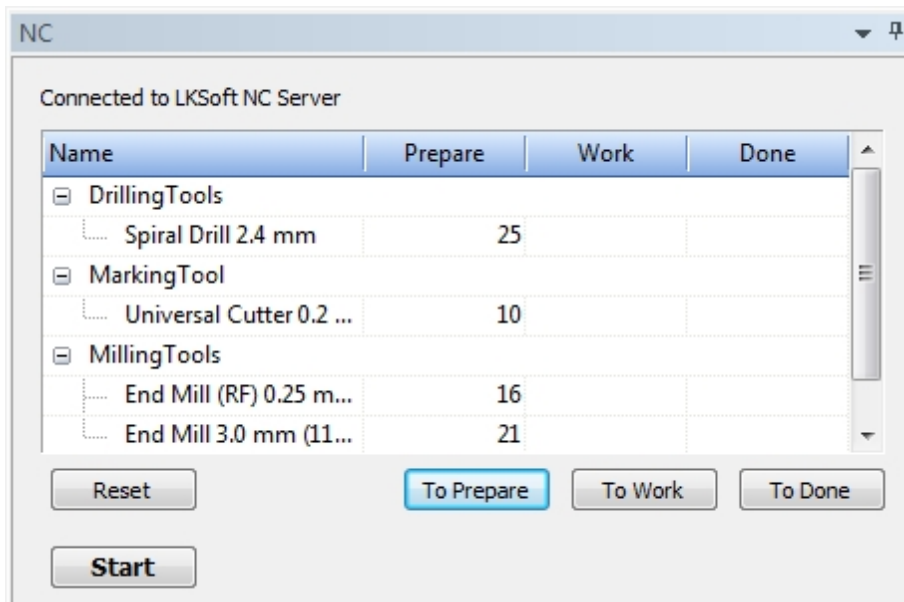 NC
Connected to LKSoft NC Server
Name Prepare Work Done
DrillingTools
Spiral Drill 2.4 mm 25
MarkingTool
Universal Cutter 0.2 ... 10
MillingTools
End Mill (RF) 0.25 m... 16
End Mill 3.0 mm (11... 21
Reset To Prepare To Work To Done
Start